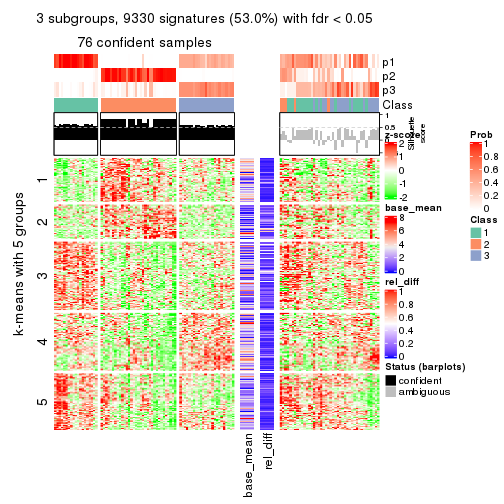 3 subgroups, 9330 signatures (53.0%) with fdr < 0.05
76 confident samples
p1
p2
p3
Class
1
0.5
0
Silhouette
score
k-means with 5 groups
1
2
3
4
5
base_mean
rel_diff
z-score
2
1
0
-1
-2
base_mean
8
6
4
2
0
rel_diff
1
0.8
0.6
0.4
0.2
0
Status (barplots)
confident
ambiguous
Prob
1
0.8
0.6
0.4
0.2
0
Class
1
2
3